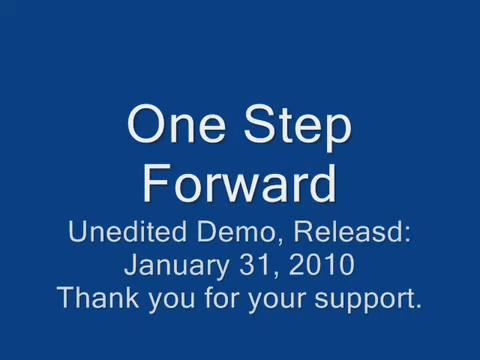 One Step
Forward
Unedited Demo, Releasd:
January 31, 2010
Thank you for your support.